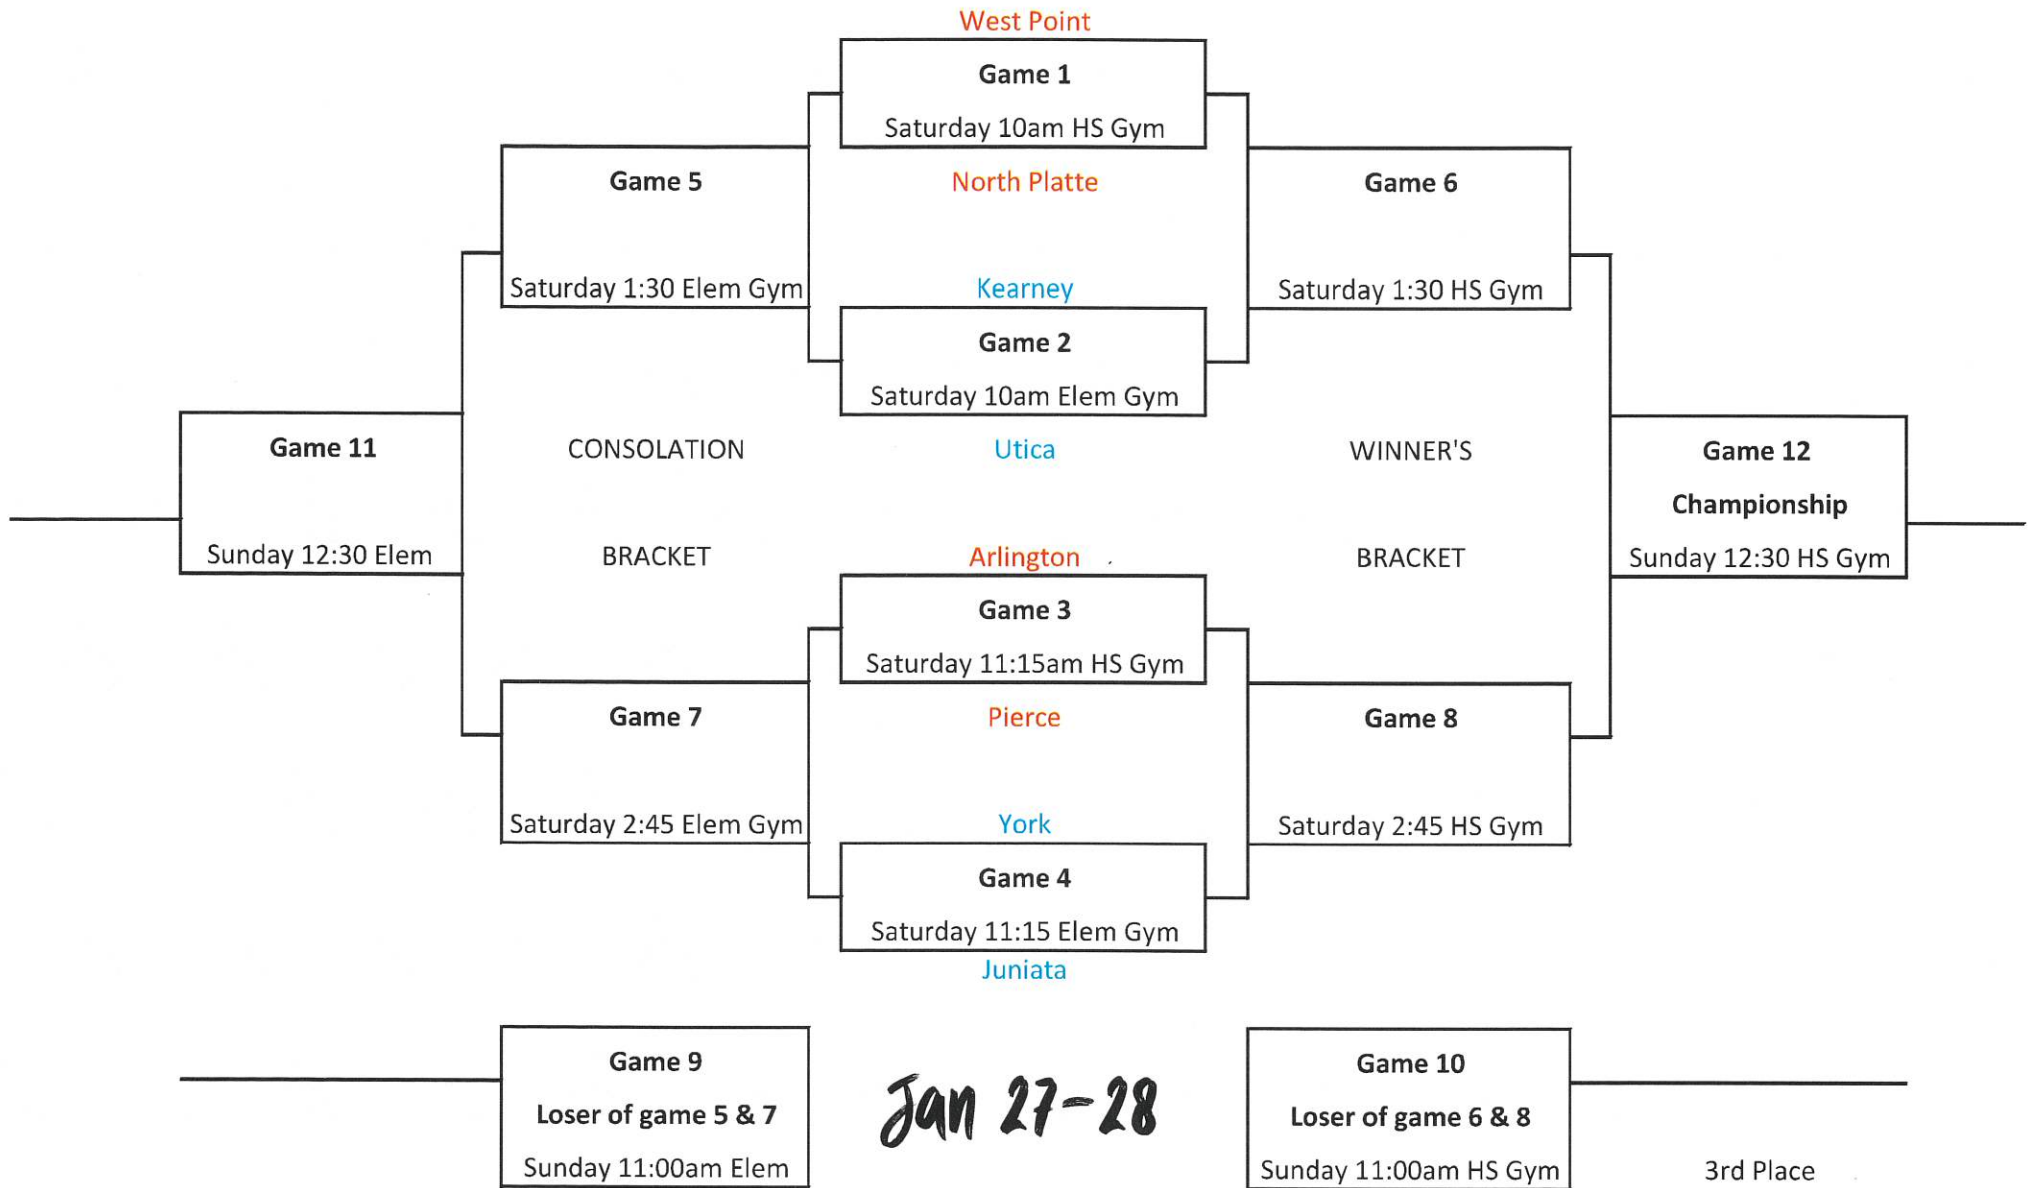 West Point
Game 1
Saturday 10am HS Gym
Game 5
North Platte
Game 6
Saturday 1:30 Elem Gym
Kearney
Saturday 1:30 HS Gym
Game 2
Saturday 10am Elem Gym
Game 11
CONSOLATION
Utica
WINNER'S
Game 12
Championship
Sunday 12:30 Elem
BRACKET
Arlington
BRACKET
Sunday 12:30 HS Gym
Game 3
Saturday 11:15am HS Gym
Game 7
Pierce
Game 8
Saturday 2:45 Elem Gym
York
Saturday 2:45 HS Gym
Game 4
Saturday 11:15 Elem Gym
Juniata
Game 9
Loser of game 5 & 7
Sunday 11:00am Elem
Jan 27-28
Game 10
Loser of game 6 & 8
Sunday 11:00am HS Gym
3rd Place